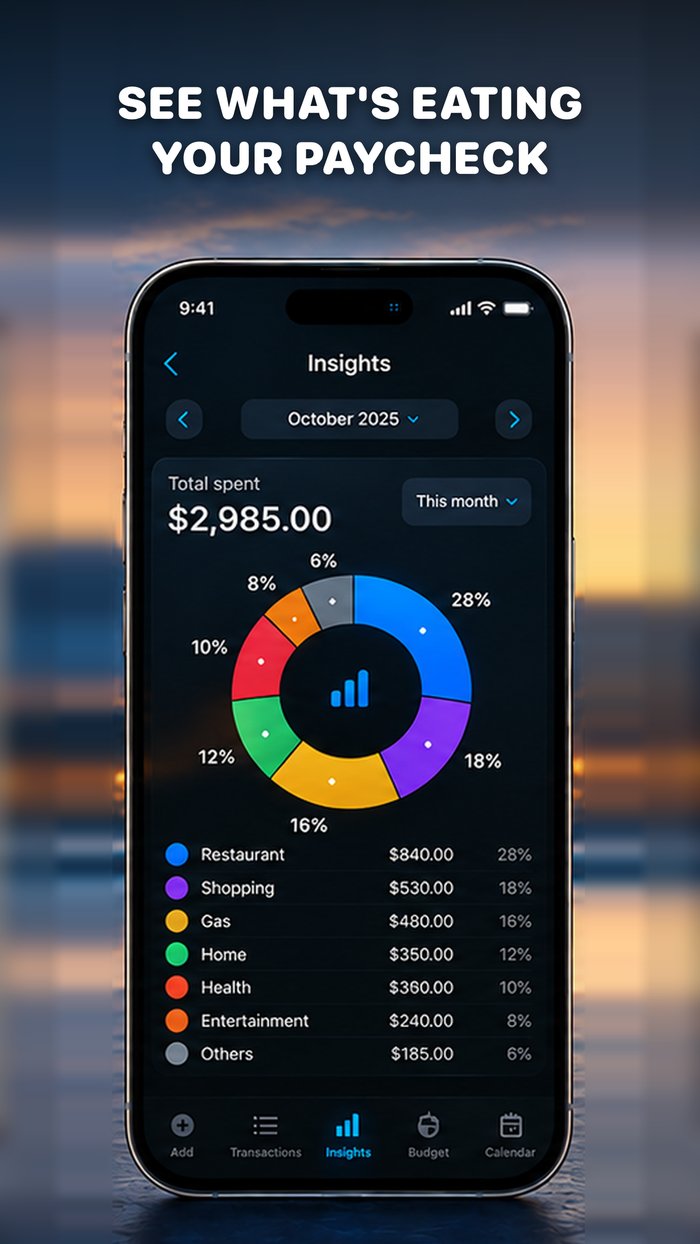 SEE WHAT'S EATING
YOUR PAYCHECK
9:41
Insights
October 2025
Total spent
$2,985.00
This month
6%
8%
28%
10%
12%
18%
16%
Restaurant $840.00 28%
Shopping $530.00 18%
Gas $480.00 16%
Home $350.00 12%
Health $360.00 10%
Entertainment $240.00 8%
Others $185.00 6%
Add Transactions Insights Budget Calendar